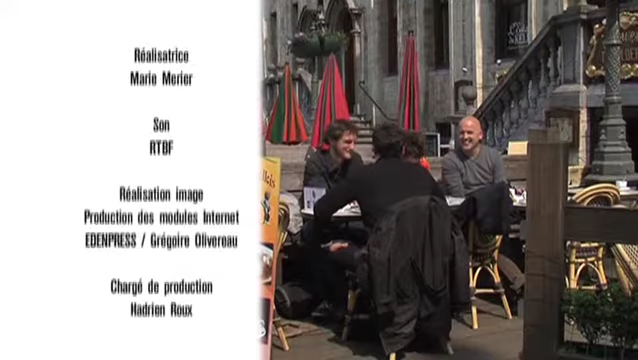 Réalisatrice
Marie Merier
Son
RTBF
Réalisation image
Production des modules Internet
EDENPRESS / Grégoire Olivereau
Chargé de production
Hadrien Roux